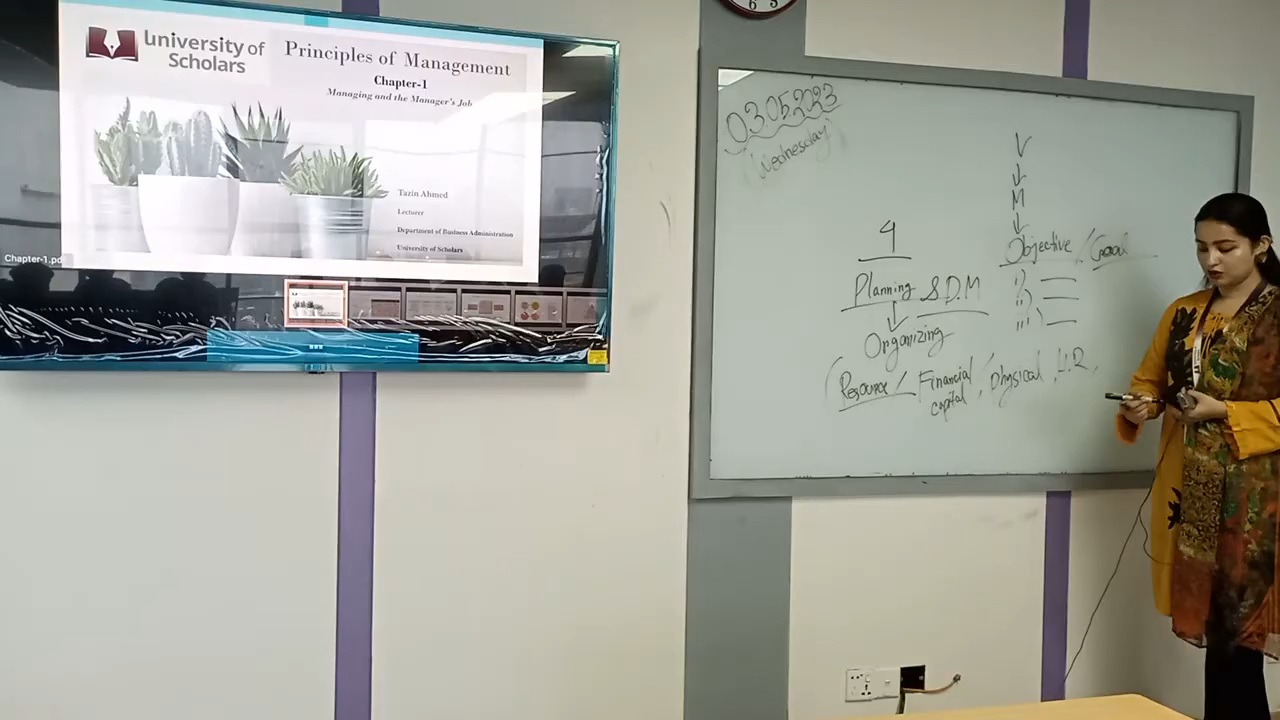 University of
Scholars
Principles of Management
Chapter-1
Managing and the Manager's Job
Tazin Ahmed
Lecturer
Department of Business Administration
University of Scholars
Chapter-1.pdf
03.05.2023
Wednesday
V
M
Objective / Goal
i)
ii)
iii)
4
Planning & D.M
Organizing
(Resource / Financial / physical, H.R,
capital,